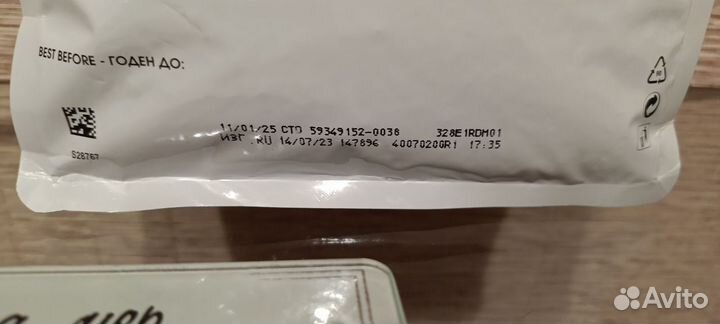 BEST BEFORE - ГОДЕН ДО:
11/01/25 СТО 59349152-0038 328E1RDM01
ИЗГ.RU 14/07/23 147896 40070200R1 17:35
S28767
Avito